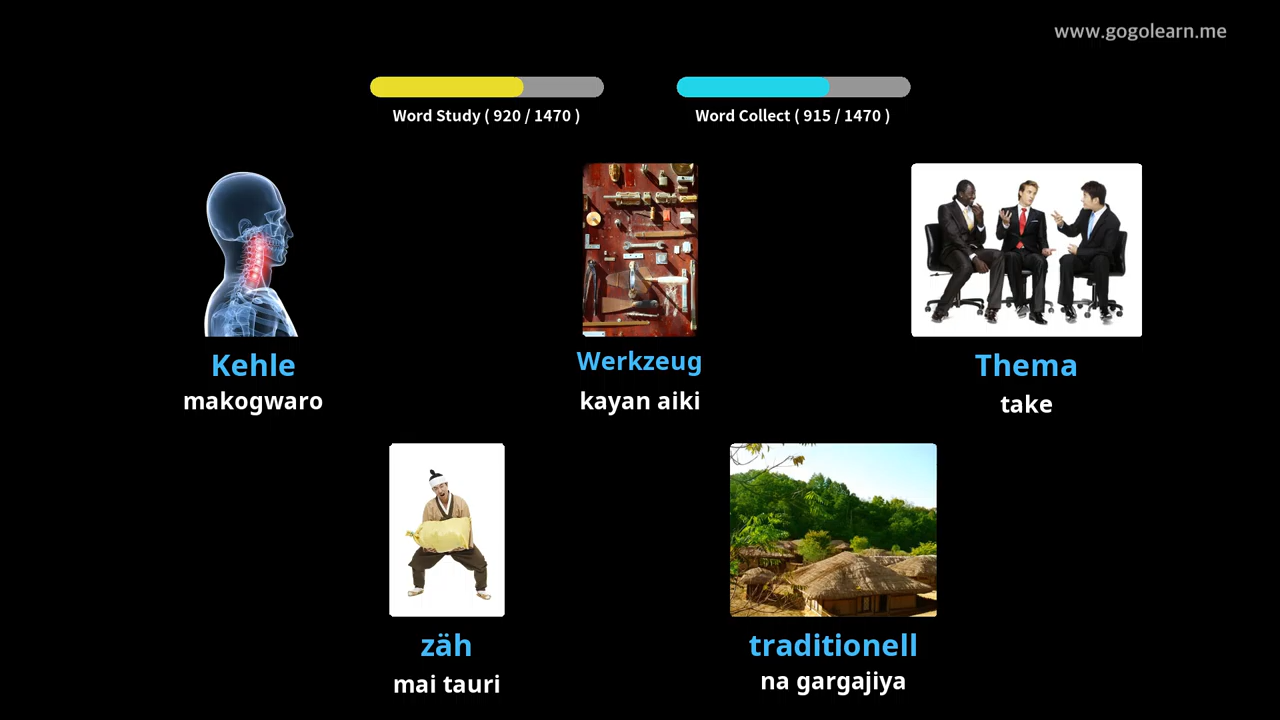 www.gogolearn.me
Word Study ( 920 / 1470 )
Word Collect ( 915 / 1470 )
Kehle
makogwaro
Werkzeug
kayan aiki
Thema
take
zäh
mai tauri
traditionell
na gargajiya